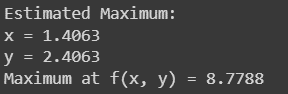 Estimated Maximum:
x = 1.4063
y = 2.4063
Maximum at f(x, y) = 8.7788